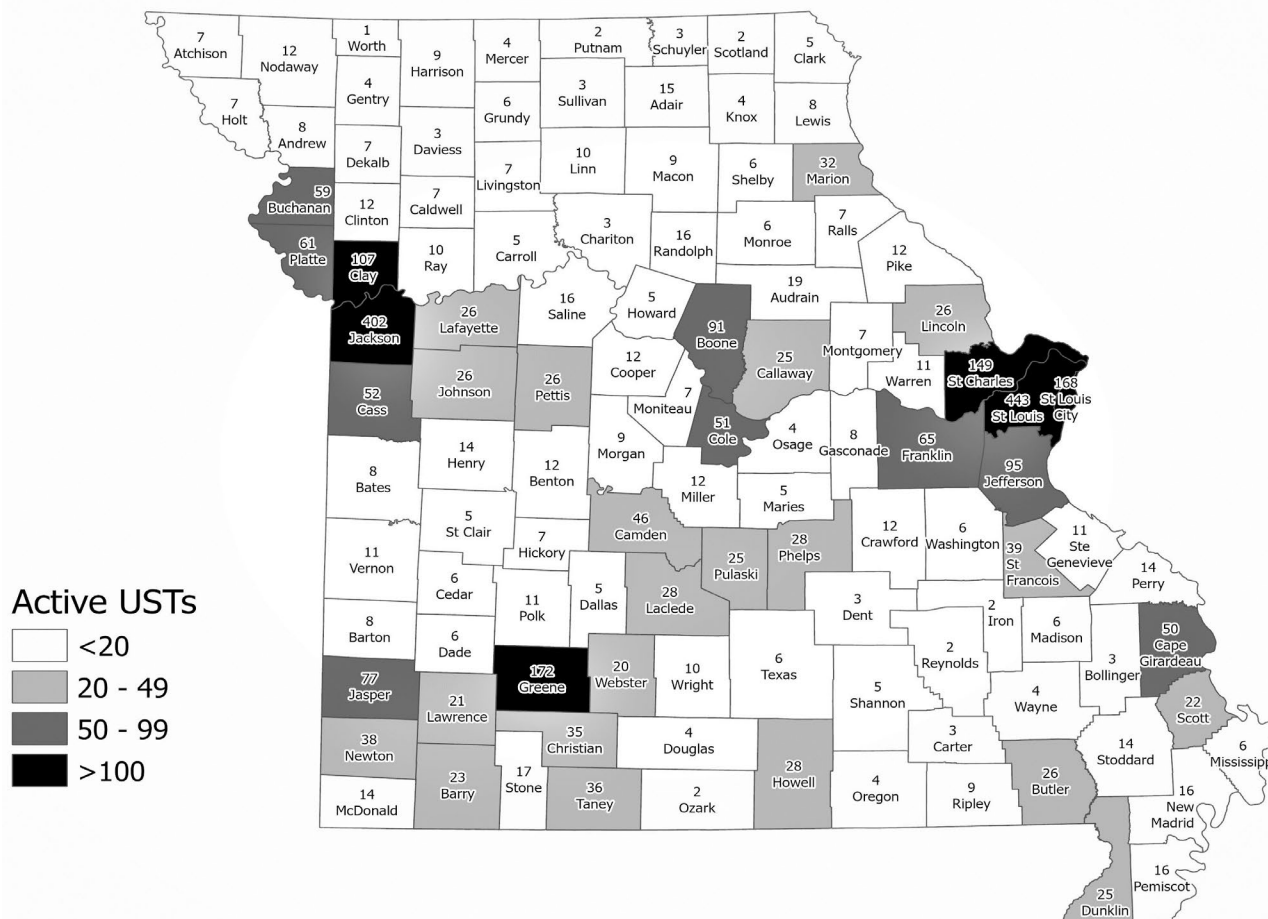 7
Atchison
12
Nodaway
1
Worth
9
Harrison
4
Mercer
2
Putnam
3
Schuyler
2
Scotland
5
Clark
7
Holt
8
Andrew
4
Gentry
7
Dekalb
3
Daviess
6
Grundy
3
Sullivan
15
Adair
4
Knox
8
Lewis
59
Buchanan
12
Clinton
7
Caldwell
7
Livingston
10
Linn
9
Macon
6
Shelby
32
Marion
61
Platte
107
Clay
10
Ray
5
Carroll
3
Chariton
16
Randolph
6
Monroe
7
Ralls
12
Pike
402
Jackson
26
Lafayette
16
Saline
5
Howard
91
Boone
19
Audrain
25
Callaway
7
Montgomery
26
Lincoln
11
Warren
149
St Charles
443
St Louis
168
St Louis
City
52
Cass
26
Johnson
26
Pettis
12
Cooper
7
Moniteau
51
Cole
4
Osage
8
Gasconade
65
Franklin
95
Jefferson
8
Bates
14
Henry
12
Benton
9
Morgan
12
Miller
5
Maries
5
St Clair
7
Hickory
46
Camden
25
Pulaski
28
Phelps
12
Crawford
6
Washington
39
St
Francois
11
Ste
Genevieve
14
Perry
11
Vernon
6
Cedar
11
Polk
5
Dallas
28
Laclede
3
Dent
2
Iron
6
Madison
3
Bollinger
50
Cape
Girardeau
Active USTs
<20
20 - 49
50 - 99
>100
8
Barton
6
Dade
172
Greene
20
Webster
10
Wright
6
Texas
5
Shannon
2
Reynolds
4
Wayne
22
Scott
77
Jasper
21
Lawrence
35
Christian
4
Douglas
28
Howell
3
Carter
14
Stoddard
6
Mississipp
38
Newton
23
Barry
17
Stone
36
Taney
2
Ozark
4
Oregon
9
Ripley
26
Butler
16
New
Madrid
14
McDonald
25
Dunklin
16
Pemiscot